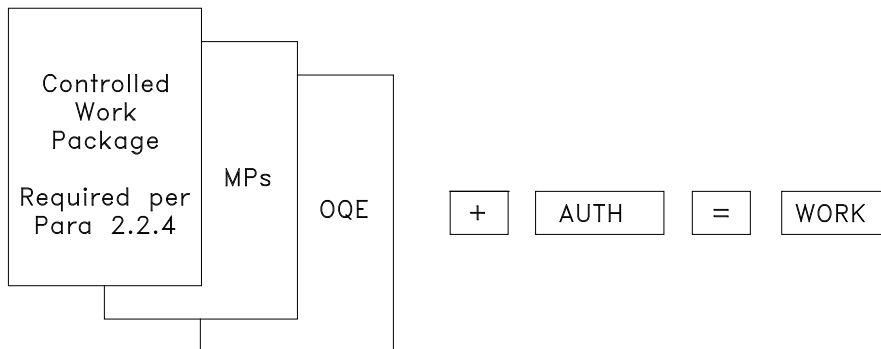 Controlled
Work
Package
Required per
Para 2.2.4
MPs
OQE
+
AUTH
=
WORK